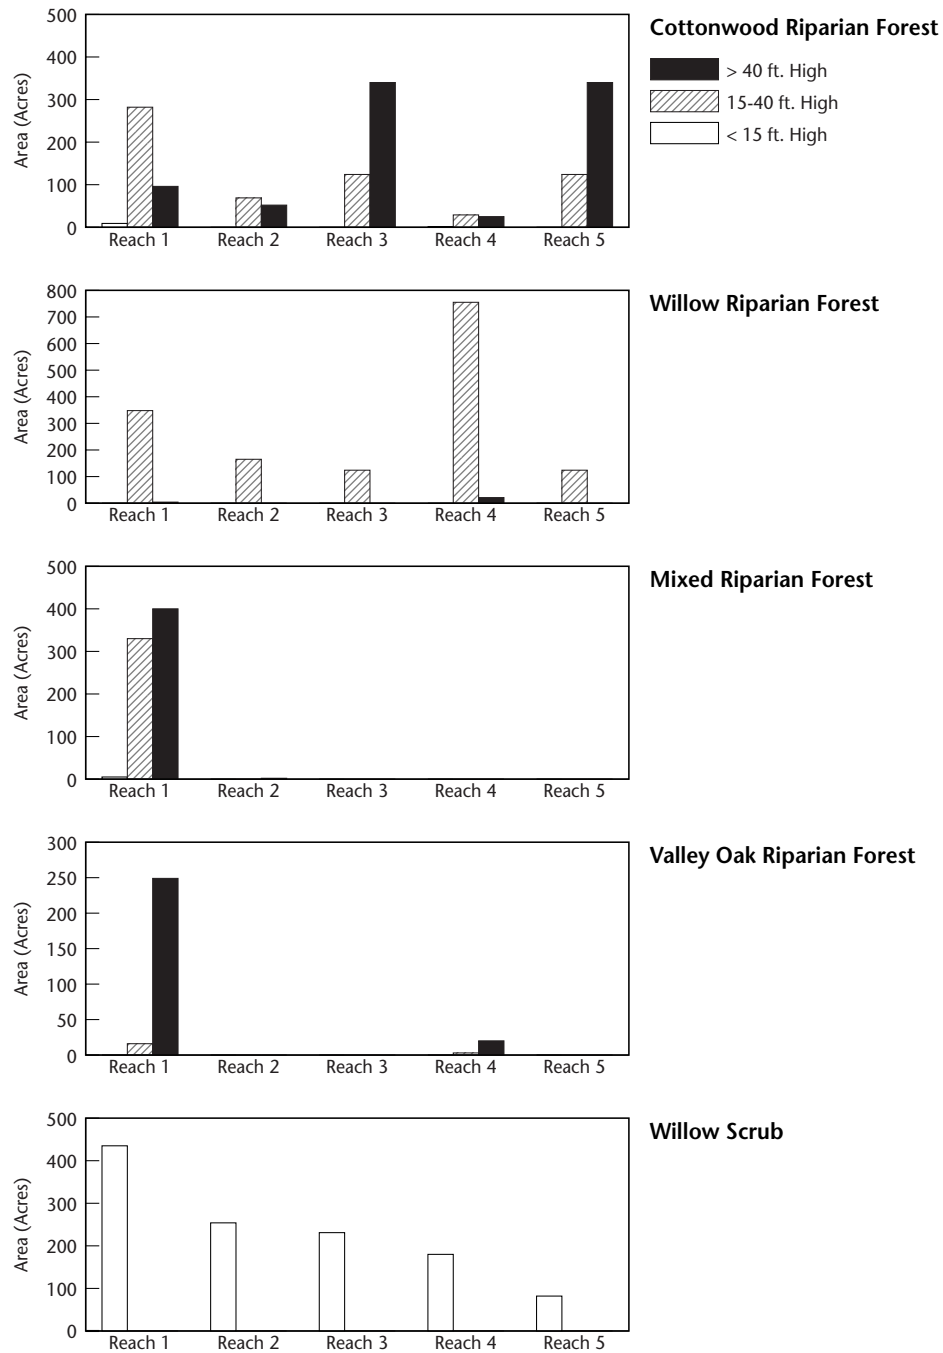 Cottonwood Riparian Forest
> 40 ft. High
15-40 ft. High
< 15 ft. High
Area (Acres)
500
400
300
200
100
0
Reach 1 Reach 2 Reach 3 Reach 4 Reach 5
Willow Riparian Forest
Area (Acres)
800
700
600
500
400
300
200
100
0
Reach 1 Reach 2 Reach 3 Reach 4 Reach 5
Mixed Riparian Forest
Area (Acres)
500
400
300
200
100
0
Reach 1 Reach 2 Reach 3 Reach 4 Reach 5
Valley Oak Riparian Forest
Area (Acres)
300
250
200
150
100
50
0
Reach 1 Reach 2 Reach 3 Reach 4 Reach 5
Willow Scrub
Area (Acres)
500
400
300
200
100
0
Reach 1 Reach 2 Reach 3 Reach 4 Reach 5